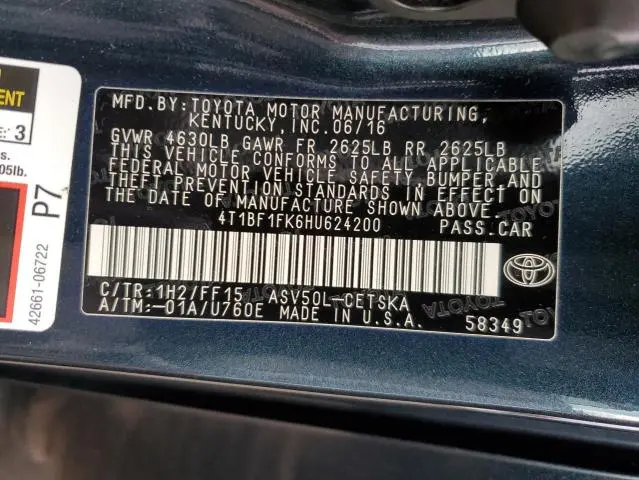 MFD.BY:TOYOTA MOTOR MANUFACTURING,
KENTUCKY, INC.06/16
GVWR 4630LB GAWR FR 2625LB RR 2625LB
THIS VEHICLE CONFORMS TO ALL APPLICABLE
FEDERAL MOTOR VEHICLE SAFETY, BUMPER,AND
THEFT PREVENTION STANDARDS IN EFFECT ON
THE DATE OF MANUFACTURE SHOWN ABOVE.
4T1BF1FK6HU624200 PASS.CAR
C/TR:1H2/FF15 ASV50L-CETSKA
A/TM:-01A/U760E MADE IN U.S.A.
58349
ENT
: 3
s.
05lb.
P7
42661-06722